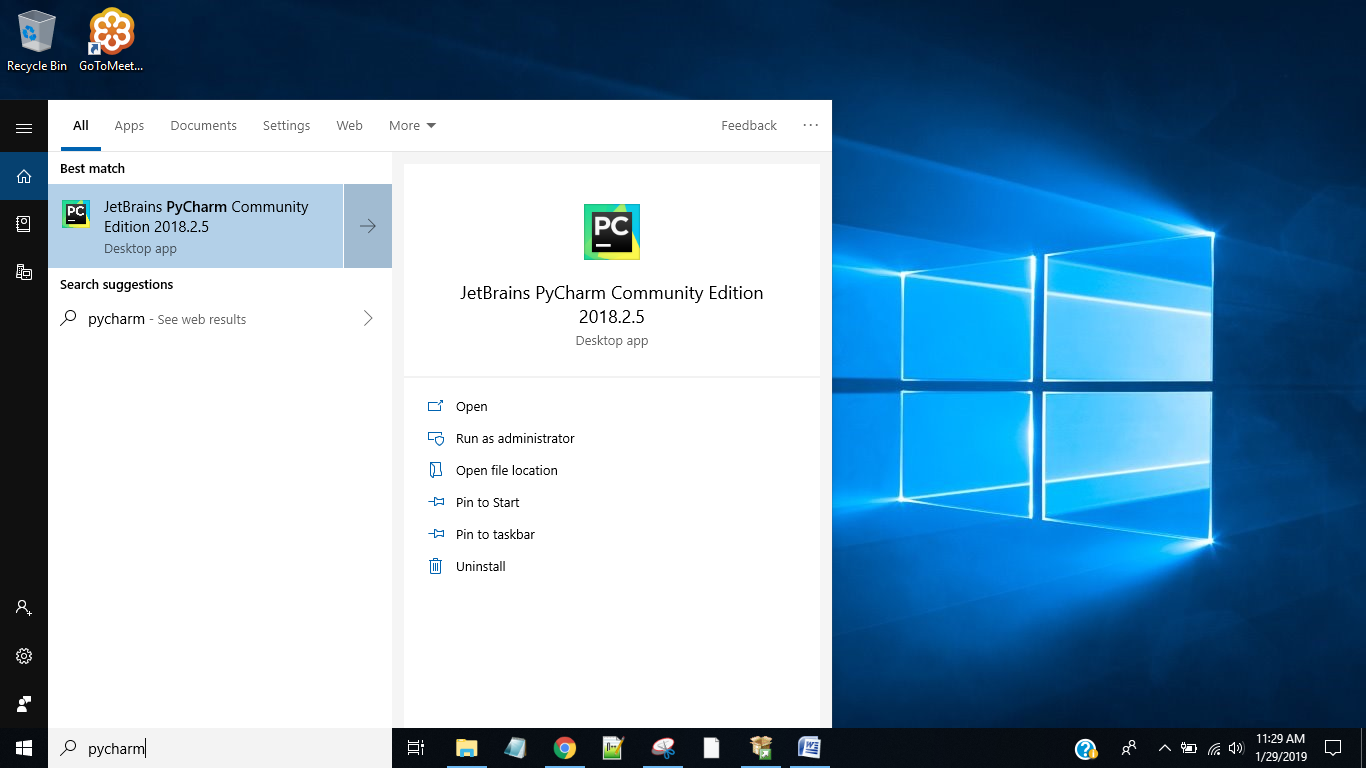 Recycle Bin
GoToMeet...
All
Apps
Documents
Settings
Web
More
Feedback
Best match
JetBrains PyCharm Community
Edition 2018.2.5
Desktop app
Search suggestions
pycharm - See web results
PC
JetBrains PyCharm Community Edition
2018.2.5
Desktop app
Open
Run as administrator
Open file location
Pin to Start
Pin to taskbar
Uninstall
pycharm
11:29 AM
1/29/2019